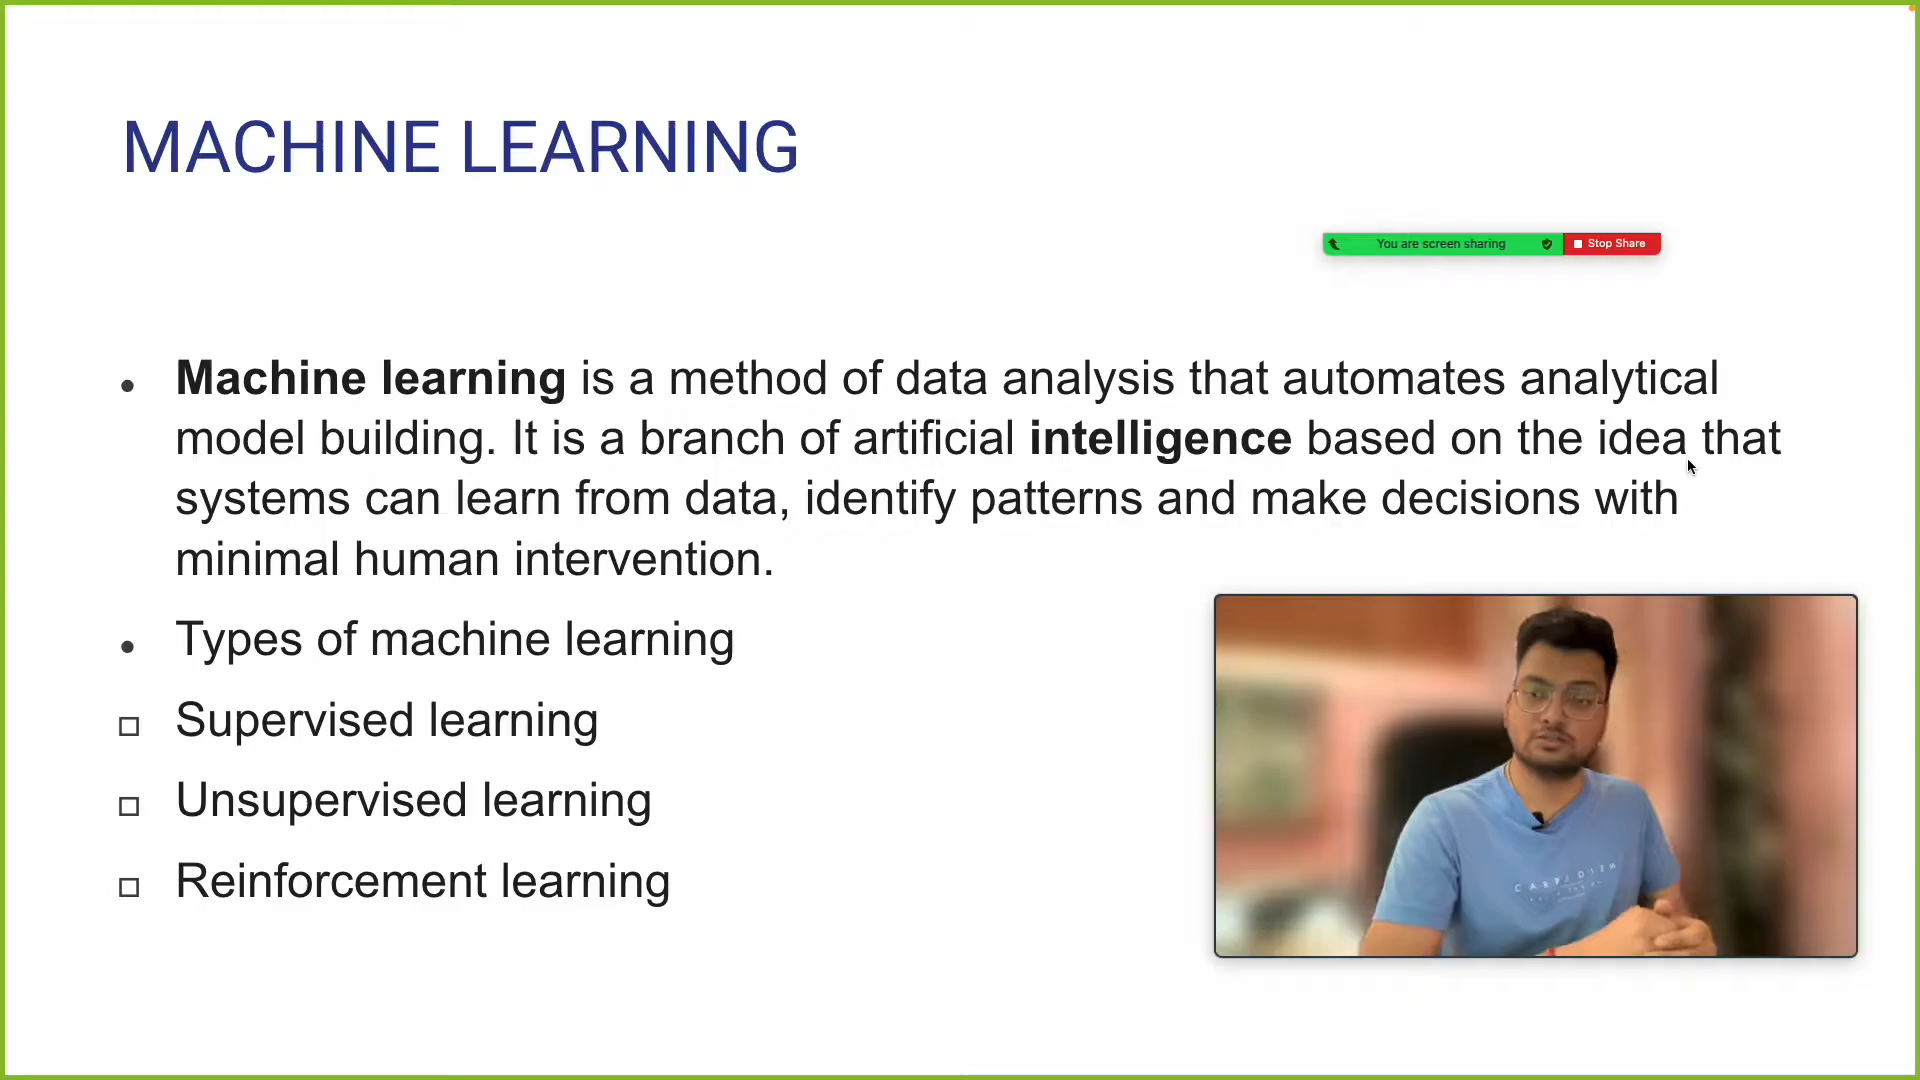 MACHINE LEARNING
You are screen sharing
Stop Share
Machine learning is a method of data analysis that automates analytical
model building. It is a branch of artificial intelligence based on the idea that
systems can learn from data, identify patterns and make decisions with
minimal human intervention.
Types of machine learning
Supervised learning
Unsupervised learning
Reinforcement learning